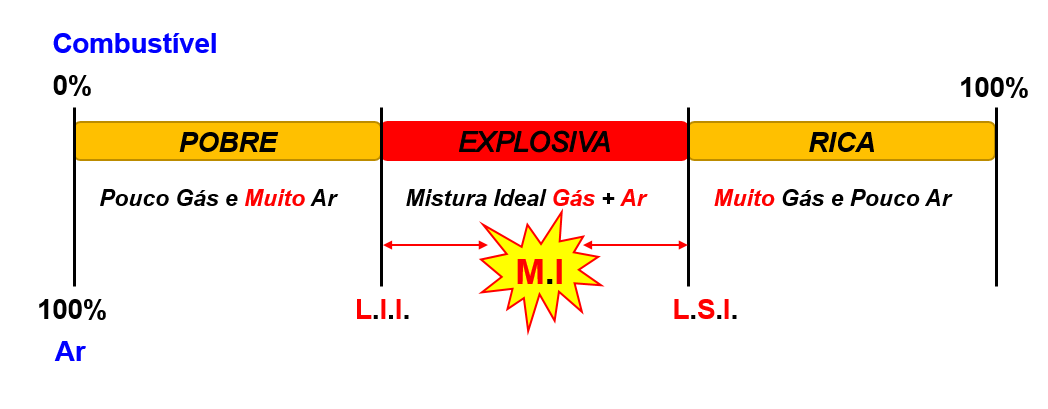 Combustível
0%
100%
POBRE
EXPLOSIVA
RICA
Pouco Gás e Muito Ar
Mistura Ideal Gás + Ar
Muito Gás e Pouco Ar
M.I
100%
L.I.I.
L.S.I.
Ar